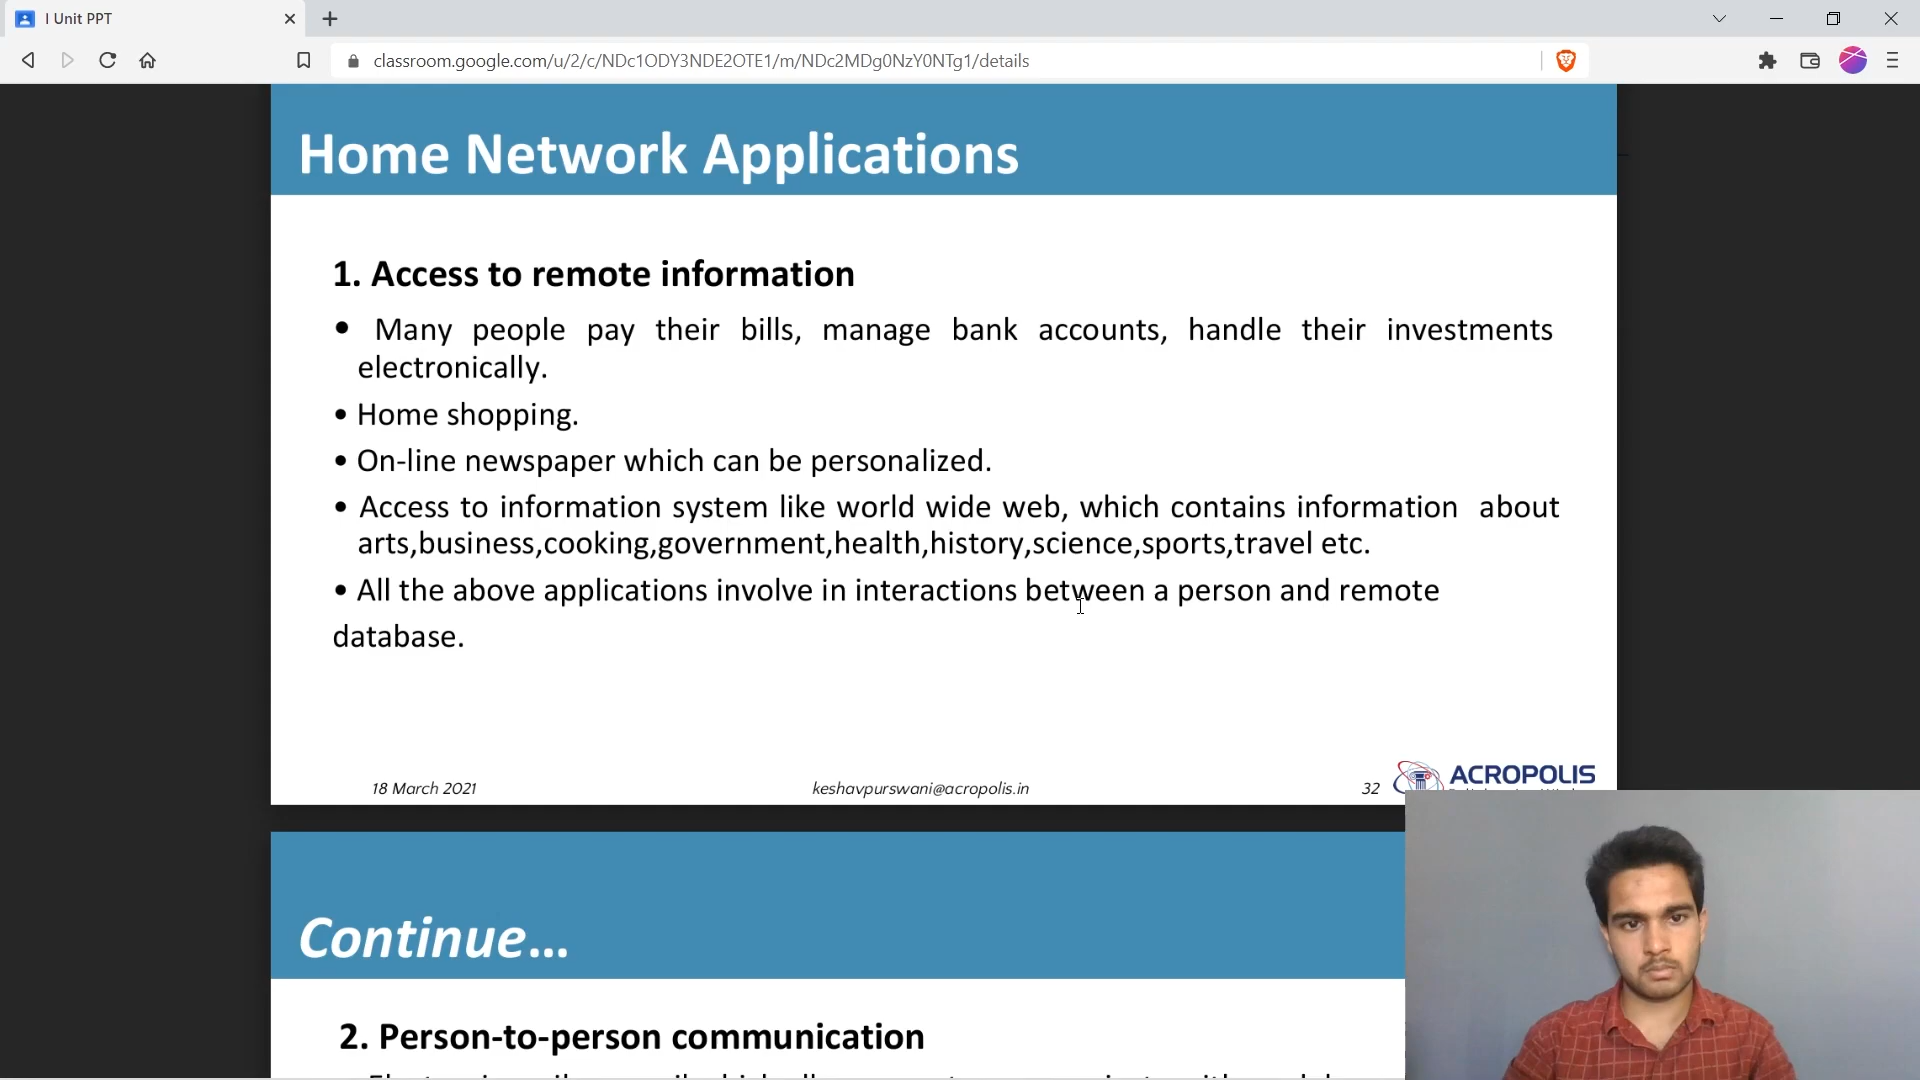 I Unit PPT
classroom.google.com/u/2/c/NDc1ODY3NDE2OTE1/m/NDc2MDg0NzY0NTg1/details
Home Network Applications
1. Access to remote information
• Many people pay their bills, manage bank accounts, handle their investments
electronically.
• Home shopping.
• On-line newspaper which can be personalized.
• Access to information system like world wide web, which contains information about
arts,business,cooking,government,health,history,science,sports,travel etc.
• All the above applications involve in interactions between a person and remote
database.
18 March 2021
keshavpurswani@acropolis.in
32
ACROPOLIS
Continue...
2. Person-to-person communication